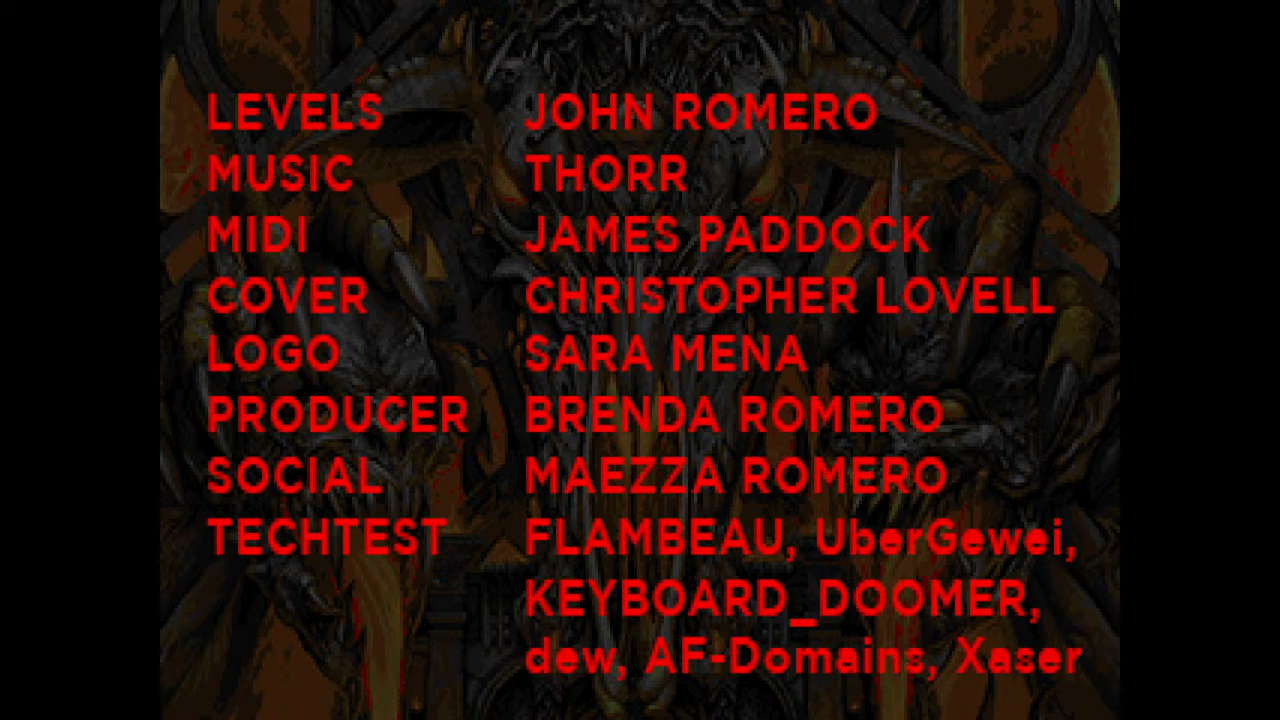 LEVELS JOHN ROMERO
MUSIC THORR
MIDI JAMES PADDOCK
COVER CHRISTOPHER LOVELL
LOGO SARA MENA
PRODUCER BRENDA ROMERO
SOCIAL MAEZZA ROMERO
TECHTEST FLAMBEAU, UberGewei,
KEYBOARD_DOOMER,
dew, AF-Domains, Xaser